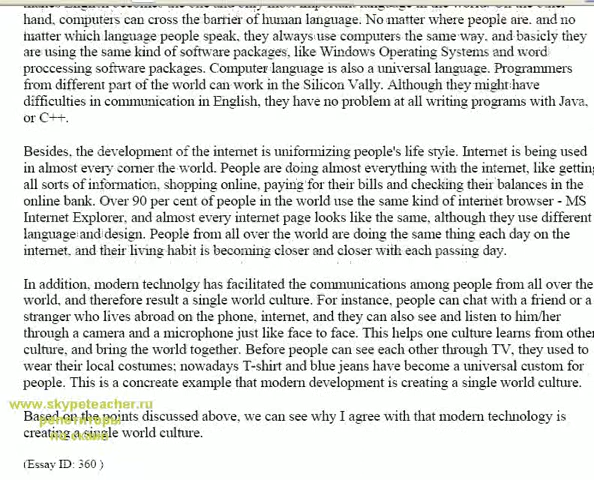 hand, computers can cross the barrier of human language. No matter where people are. and no
matter which language people speak, they always use computers the same way. and basicly they
are using the same kind of software packages, like Windows Operating Systems and word
proccessing software packages. Computer language is also a universal language. Programmers
from different part of the world can work in the Silicon Vally. Although they might have
difficulties in communication in English, they have no problem at all writing programs with Java,
or C++.
Besides, the development of the internet is uniformizing people's life style. Internet is being used
in almost every corner the world. People are doing almost everything with the internet, like getting
all sorts of information, shopping online, paying for their bills and checking their balances in the
online bank. Over 90 per cent of people in the world use the same kind of internet browser - MS
Internet Explorer, and almost every internet page looks like the same, although they use different
language and design. People from all over the world are doing the same thing each day on the
internet, and their living habit is becoming closer and closer with each passing day.
In addition, modern technolgy has facilitated the communications among people from all over the
world, and therefore result a single world culture. For instance, people can chat with a friend or a
stranger who lives abroad on the phone, internet, and they can also see and listen to him/her
through a camera and a microphone just like face to face. This helps one culture learns from other
culture, and bring the world together. Before people can see each other through TV, they used to
wear their local costumes; nowadays T-shirt and blue jeans have become a universal custom for
people. This is a concreate example that modern development is creating a single world culture.
www.skypeteacher.ru
Based on the points discussed above, we can see why I agree with that modern technology is
репетиторы
creating a single world culture.
(Essay ID: 360 )